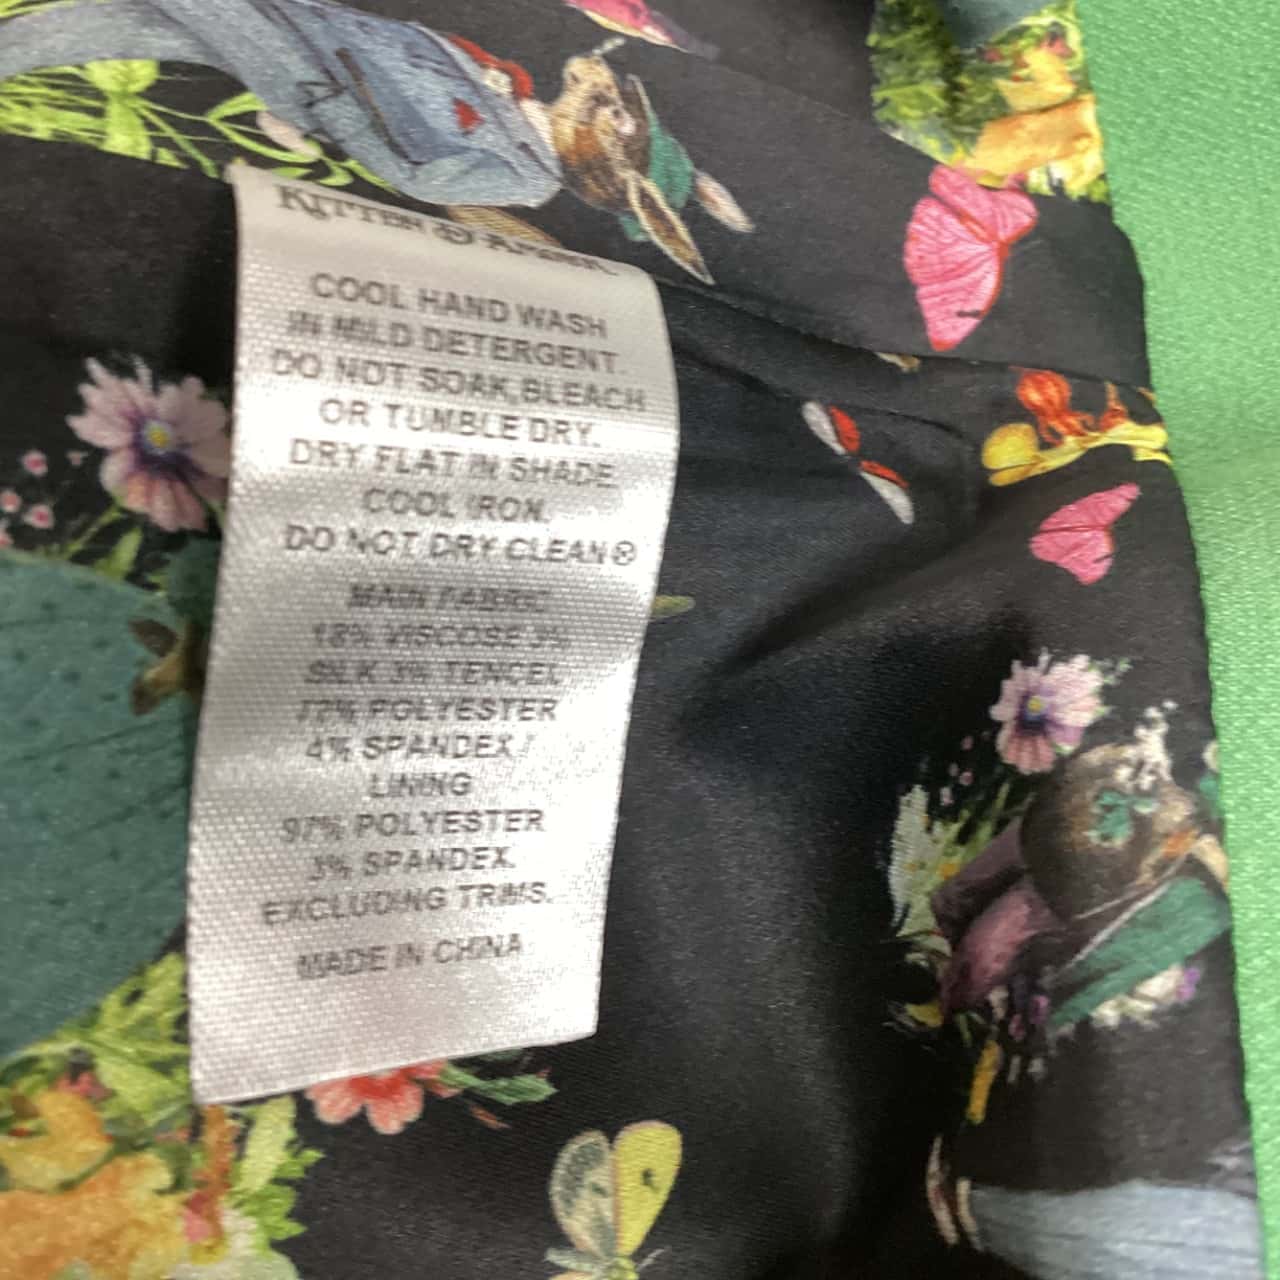 KITTEN D'AMOUR
COOL HAND WASH
IN MILD DETERGENT.
DO NOT SOAK,BLEACH
OR TUMBLE DRY.
DRY FLAT IN SHADE.
COOL IRON.
DO NOT DRY CLEAN ⓧ
MAIN FABRIC
18% VISCOSE 3%
SILK 3% TENCEL
72% POLYESTER
4% SPANDEX /
LINING
97% POLYESTER
3% SPANDEX.
EXCLUDING TRIMS.
MADE IN CHINA